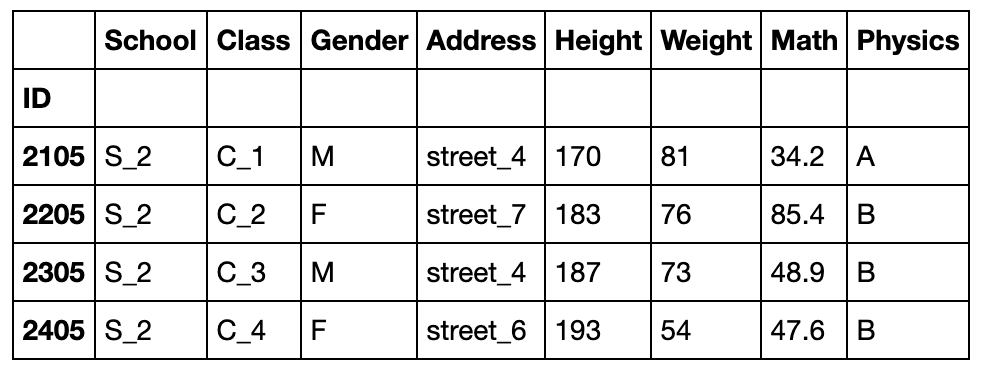 School Class Gender Address Height Weight Math Physics
ID
2105 S_2 C_1 M street_4 170 81 34.2 A
2205 S_2 C_2 F street_7 183 76 85.4 B
2305 S_2 C_3 M street_4 187 73 48.9 B
2405 S_2 C_4 F street_6 193 54 47.6 B